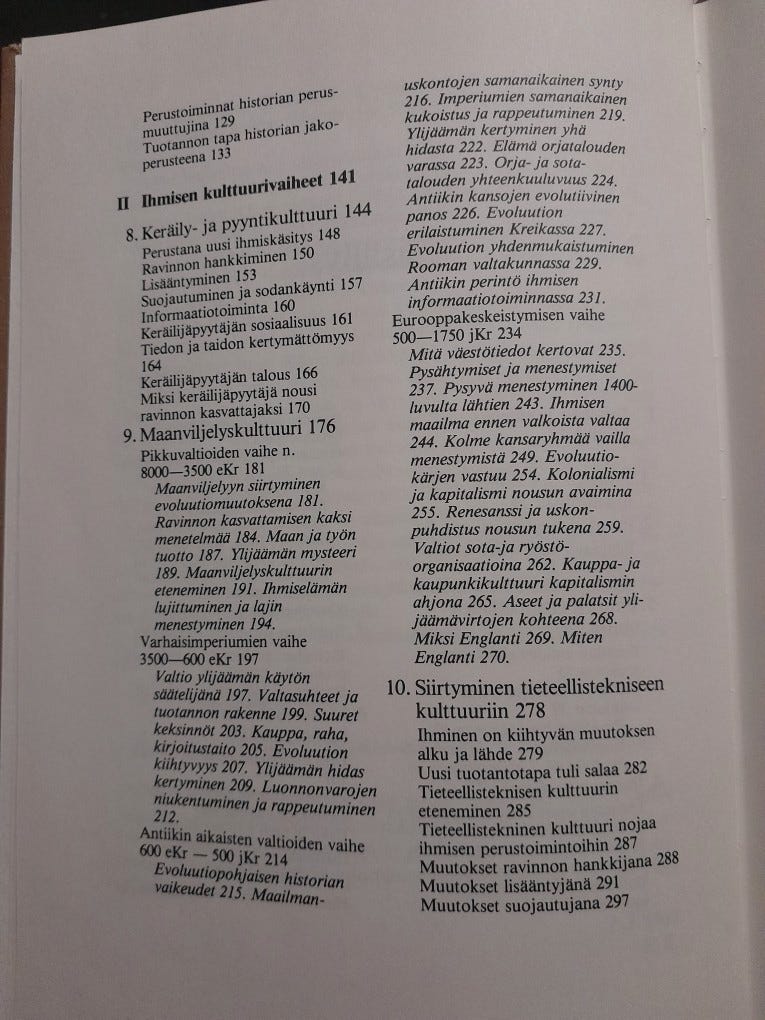 Perustoiminnat historian perus-
muuttujina 129
Tuotannon tapa historian jako-
perusteena 133
II Ihmisen kulttuurivaiheet 141
8. Keräily- ja pyyntikulttuuri 144
Perustana uusi ihmiskäsitys 148
Ravinnon hankkiminen 150
Lisääntyminen 153
Suojautuminen ja sodankäynti 157
Informaatiotoiminta 160
Keräilijäpyytäjän sosiaalisuus 161
Tiedon ja taidon kertymättömyys
164
Keräilijäpyytäjän talous 166
Miksi keräilijäpyytäjä nousi
ravinnon kasvattajaksi 170
9. Maanviljelyskulttuuri 176
Pikkuvaltioiden vaihe n.
8000—3500 eKr 181
Maanviljelyyn siirtyminen
evoluutiomuutoksena 181.
Ravinnon kasvattamisen kaksi
menetelmää 184. Maan ja työn
tuotto 187. Ylijäämän mysteeri
189. Maanviljelyskulttuurin
eteneminen 191. Ihmiselämän
lujittuminen ja lajin
menestyminen 194.
Varhaisimperiumien vaihe
3500—600 eKr 197
Valtio ylijäämän käytön
säätelijänä 197. Valtasuhteet ja
tuotannon rakenne 199. Suuret
keksinnöt 203. Kauppa, raha,
kirjoitustaito 205. Evoluution
kiihtyvyys 207. Ylijäämän hidas
kertyminen 209. Luonnonvarojen
niukentuminen ja rappeutuminen
212.
Antiikin aikaisten valtioiden vaihe
600 eKr — 500 jKr 214
Evoluutiopohjaisen historian
vaikeudet 215. Maailman-
uskontojen samanaikainen synty
216. Imperiumien samanaikainen
kukoistus ja rappeutuminen 219.
Ylijäämän kertyminen yhä
hidasta 222. Elämä orjatalouden
varassa 223. Orja- ja sota-
talouden yhteenkuuluvuus 224.
Antiikin kansojen evolutiivinen
panos 226. Evoluution
erilaistuminen Kreikassa 227.
Evoluution yhdenmukaistuminen
Rooman valtakunnassa 229.
Antiikin perintö ihmisen
informaatiotoiminnassa 231.
Eurooppakeskeistymisen vaihe
500—1750 jKr 234
Mitä väestötiedot kertovat 235.
Pysähtymiset ja menestymiset
237. Pysyvä menestyminen 1400-
luvulta lähtien 243. Ihmisen
maailma ennen valkoista valtaa
244. Kolme kansaryhmää vailla
menestymistä 249. Evoluutio-
kärjen vastuu 254. Kolonialismi
ja kapitalismi nousun avaimina
255. Renesanssi ja uskon-
puhdistus nousun tukena 259.
Valtiot sota-ja ryöstö-
organisaatioina 262. Kauppa- ja
kaupunkikulttuuri kapitalismin
ahjona 265. Aseet ja palatsit yli-
jäämävirtojen kohteena 268.
Miksi Englanti 269. Miten
Englanti 270.
10. Siirtyminen tieteellistekniseen
kulttuuriin 278
Ihminen on kiihtyvän muutoksen
alku ja lähde 279
Uusi tuotantotapa tuli salaa 282
Tieteellisteknisen kulttuurin
eteneminen 285
Tieteellistekninen kulttuuri nojaa
ihmisen perustoimintoihin 287
Muutokset ravinnon hankkijana 288
Muutokset lisääntyjänä 291
Muutokset suojautujana 297